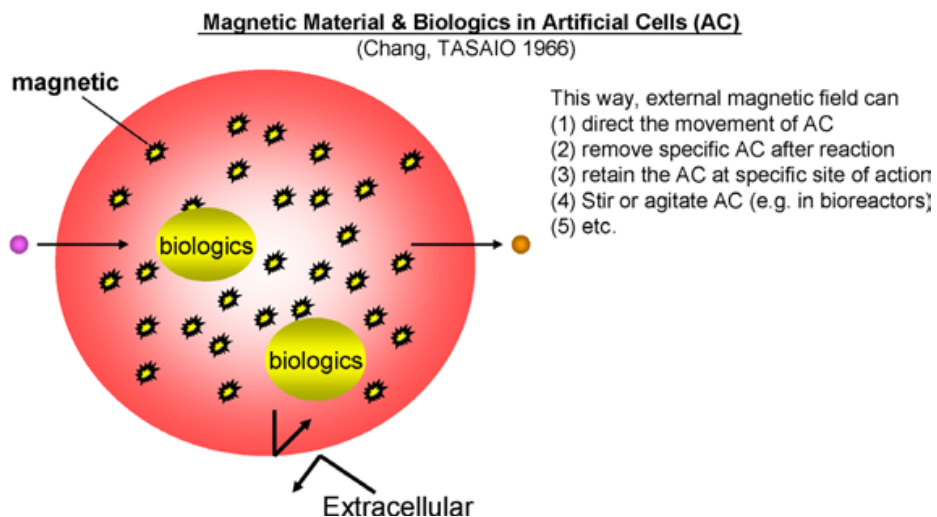 Magnetic Material & Biologics in Artificial Cells (AC)
(Chang, TASAIO 1966)
magnetic
This way, external magnetic field can
(1) direct the movement of AC
(2) remove specific AC after reaction
(3) retain the AC at specific site of action
(4) Stir or agitate AC (e.g. in bioreactors)
(5) etc.
biologics
biologics
Extracellular